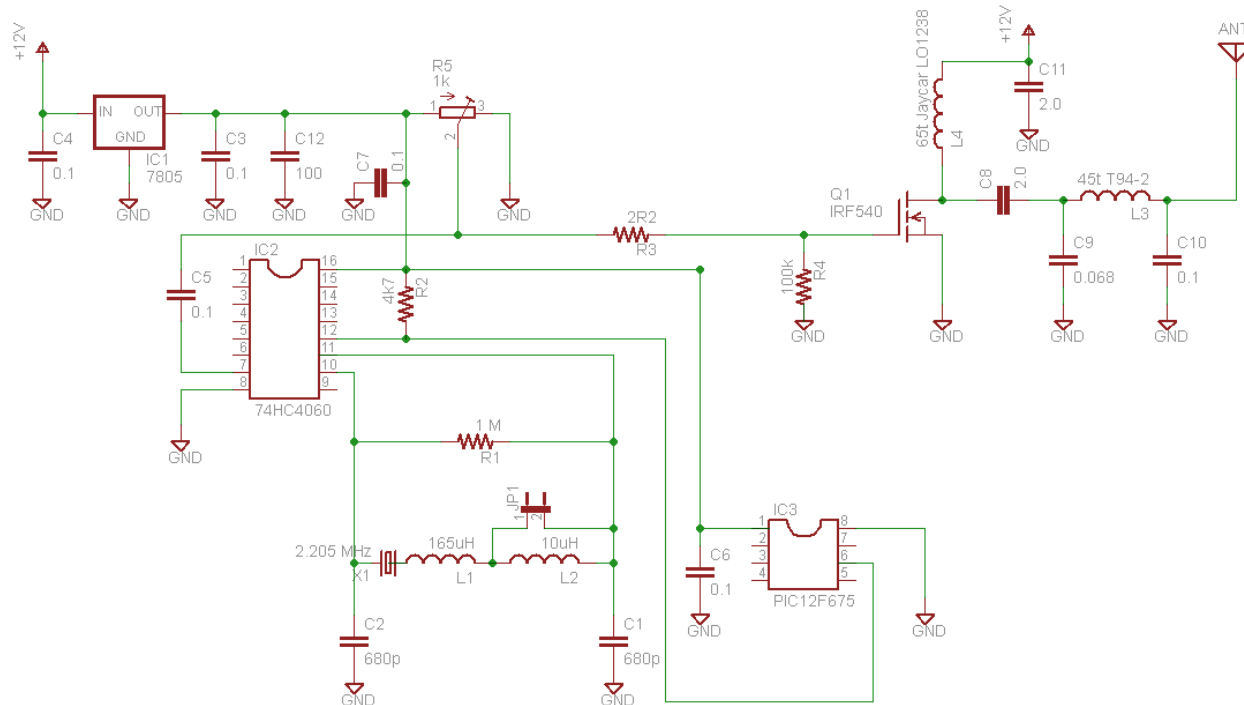 +12V
IN OUT
GND
IC1
7805
C4
0.1
GND
GND
C3
0.1
GND
C12
100
GND
C7
0.1
GND
R5
1k
1
3
2
GND
2R2
R3
100k
R4
GND
Q1
IRF540
GND
65t Jaycar LO1238
L4
+12V
C11
2.0
GND
C8
2.0
45t T94-2
L3
C9
0.068
GND
C10
0.1
GND
ANT
C5
0.1
IC2
1
2
3
4
5
6
7
8
16
15
14
13
12
11
10
9
74HC4060
GND
4k7
R2
1 M
R1
JP1
1
2
2.205 MHz
X1
165uH
L1
10uH
L2
C2
680p
GND
C1
680p
GND
C6
0.1
GND
IC3
1
2
3
4
8
7
6
5
PIC12F675
GND